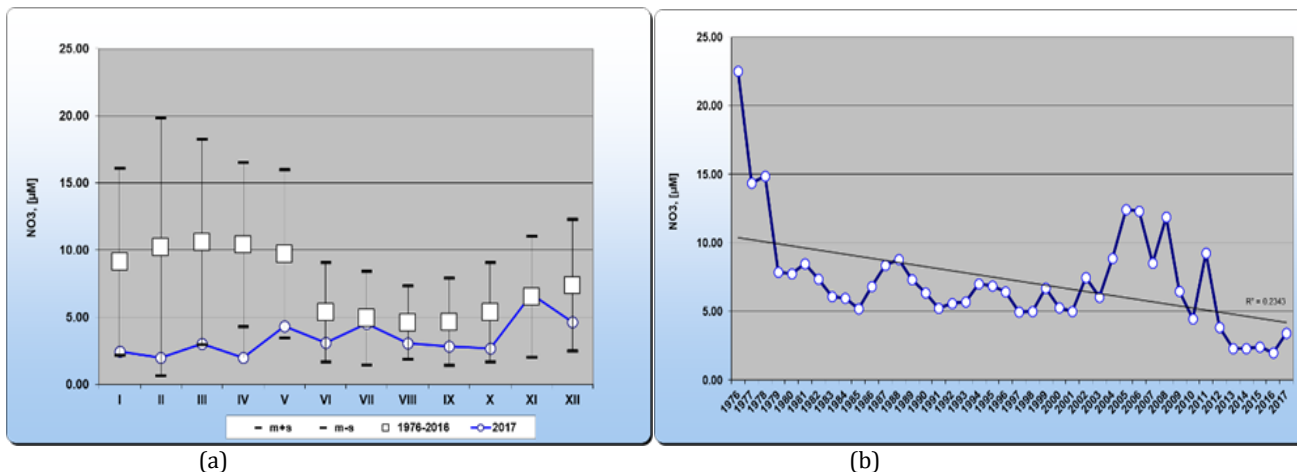 25.00
20.00
15.00
10.00
5.00
0.00
NO3, [µM]
I II III IV V VI VII VIII IX X XI XII
m+s m-s 1976-2016 2017
(a)
25.00
20.00
15.00
10.00
5.00
0.00
NO3, [µM]
R² = 0.2343
1976 1977 1978 1979 1980 1981 1982 1983 1984 1985 1986 1987 1988 1989 1990 1991 1992 1993 1994 1995 1996 1997 1998 1999 2000 2001 2002 2003 2004 2005 2006 2007 2008 2009 2010 2011 2012 2013 2014 2015 2016 2017
(b)